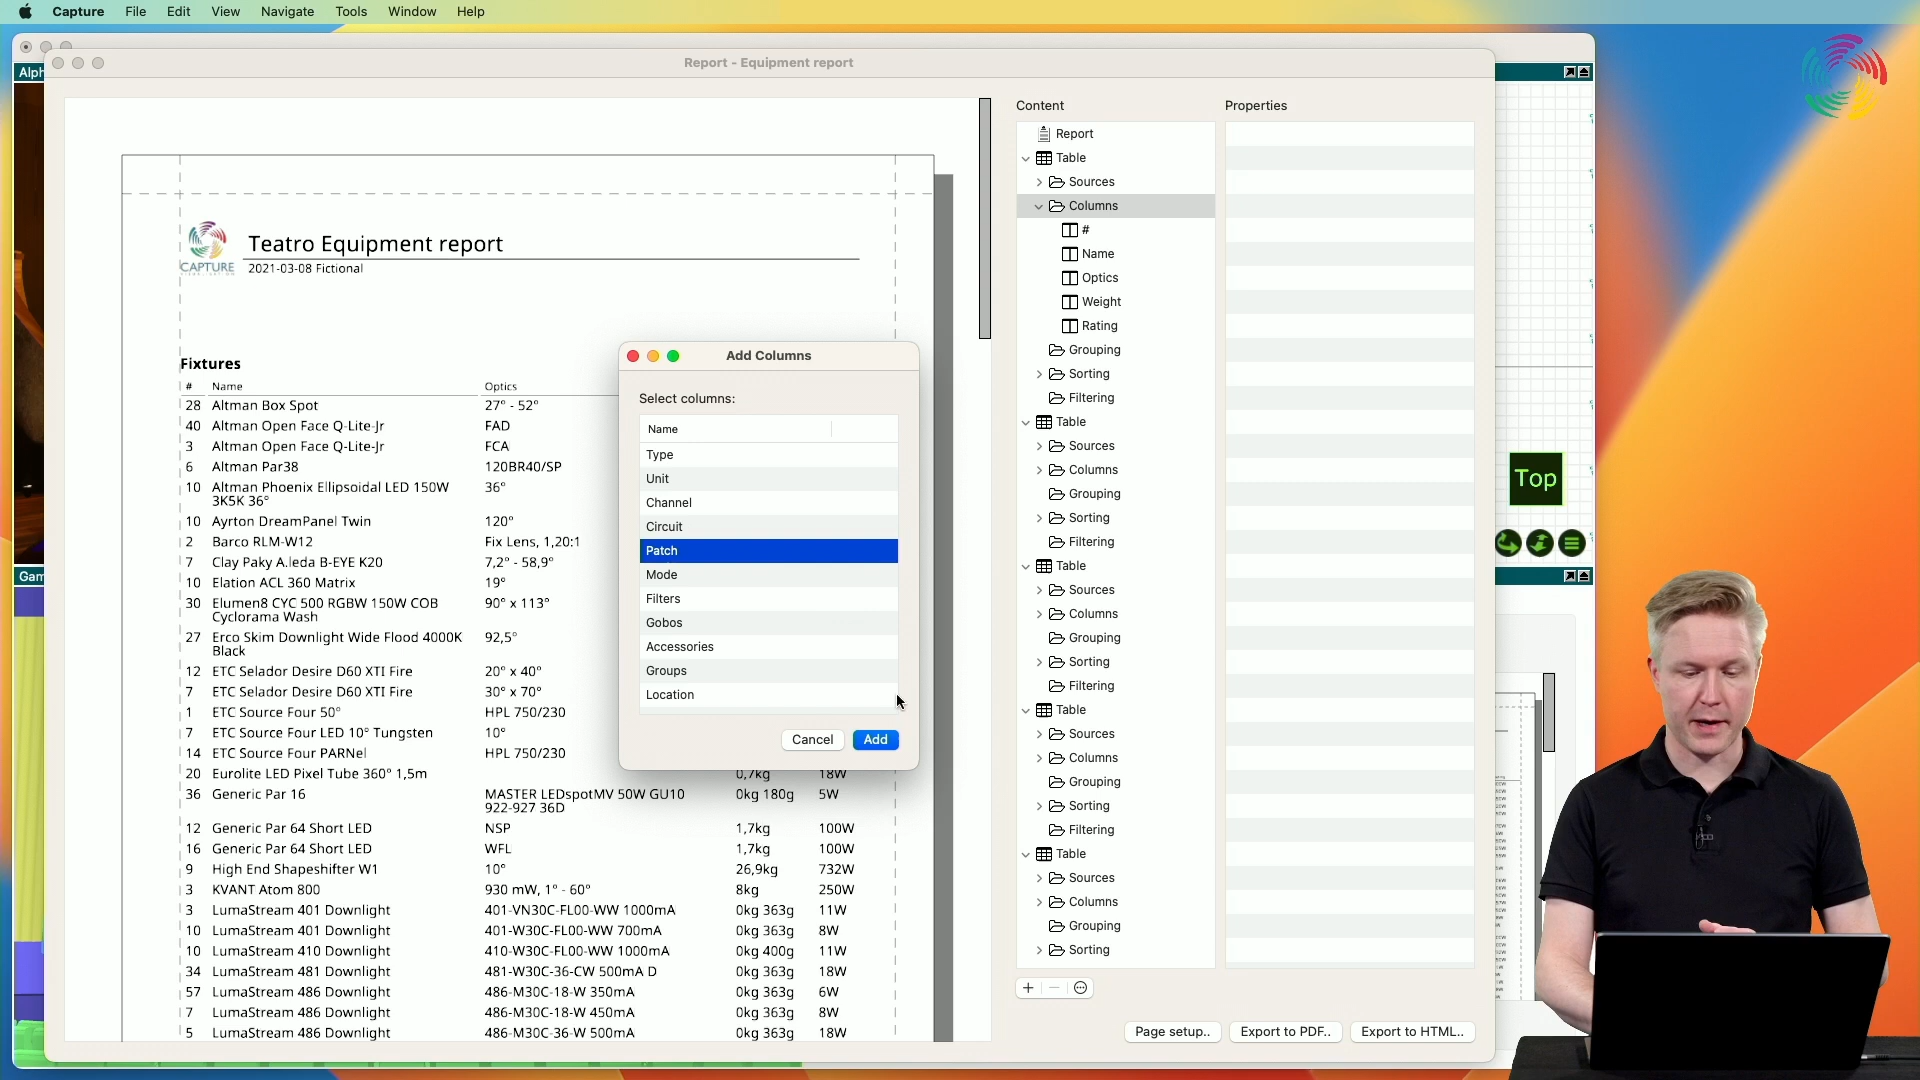 Capture File Edit View Navigate Tools Window Help
Alph
Report - Equipment report
Teatro Equipment report
CAPTURE
2021-03-08 Fictional
Fixtures
# Name Optics
28 Altman Box Spot 27° - 52°
40 Altman Open Face Q-Lite-Jr FAD
3 Altman Open Face Q-Lite-Jr FCA
6 Altman Par38 120BR40/SP
10 Altman Phoenix Ellipsoidal LED 150W 36°
3K5K 36°
10 Ayrton DreamPanel Twin 120°
2 Barco RLM-W12 Fix Lens, 1,20:1
7 Clay Paky A.leda B-EYE K20 7,2° - 58,9°
10 Elation ACL 360 Matrix 19°
30 Elumen8 CYC 500 RGBW 150W COB 90° x 113°
Cyclorama Wash
27 Erco Skim Downlight Wide Flood 4000K 92,5°
Black
12 ETC Selador Desire D60 XTI Fire 20° x 40°
7 ETC Selador Desire D60 XTI Fire 30° x 70°
1 ETC Source Four 50° HPL 750/230
7 ETC Source Four LED 10° Tungsten 10°
14 ETC Source Four PARNel HPL 750/230
20 Eurolite LED Pixel Tube 360° 1,5m 0,7kg 18W
36 Generic Par 16 MASTER LEDspotMV 50W GU10 0kg 180g 5W
922-927 36D
12 Generic Par 64 Short LED NSP 1,7kg 100W
16 Generic Par 64 Short LED WFL 1,7kg 100W
9 High End Shapeshifter W1 10° 26,9kg 732W
3 KVANT Atom 800 930 mW, 1° - 60° 8kg 250W
3 LumaStream 401 Downlight 401-VN30C-FL00-WW 1000mA 0kg 363g 11W
10 LumaStream 401 Downlight 401-W30C-FL00-WW 700mA 0kg 363g 8W
10 LumaStream 410 Downlight 410-W30C-FL00-WW 1000mA 0kg 400g 11W
34 LumaStream 481 Downlight 481-W30C-36-CW 500mA D 0kg 363g 18W
57 LumaStream 486 Downlight 486-M30C-18-W 350mA 0kg 363g 6W
7 LumaStream 486 Downlight 486-M30C-18-W 450mA 0kg 363g 8W
5 LumaStream 486 Downlight 486-M30C-36-W 500mA 0kg 363g 18W
Add Columns
Select columns:
Name
Type
Unit
Channel
Circuit
Patch
Mode
Filters
Gobos
Accessories
Groups
Location
Cancel Add
Content
Report
Table
Sources
Columns
#
Name
Optics
Weight
Rating
Grouping
Sorting
Filtering
Table
Sources
Columns
Grouping
Sorting
Filtering
Table
Sources
Columns
Grouping
Sorting
Filtering
Table
Sources
Columns
Grouping
Sorting
Filtering
Table
Sources
Columns
Grouping
Sorting
Properties
Page setup.. Export to PDF.. Export to HTML..
Top
Gam